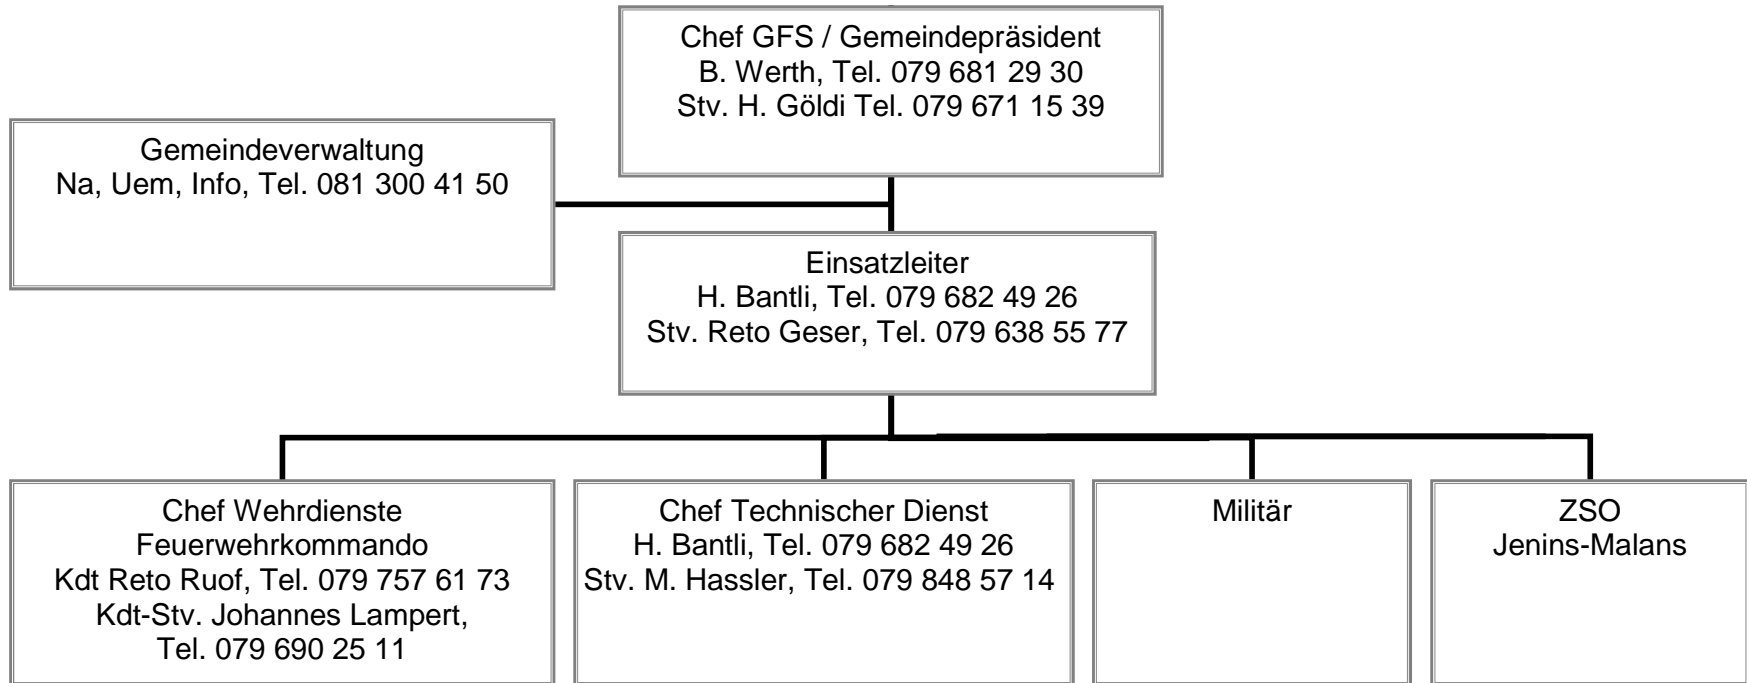 Chef GFS / Gemeindepräsident
B. Werth, Tel. 079 681 29 30
Stv. H. Göldi Tel. 079 671 15 39
Gemeindeverwaltung
Na, Uem, Info, Tel. 081 300 41 50
Einsatzleiter
H. Bantli, Tel. 079 682 49 26
Stv. Reto Geser, Tel. 079 638 55 77
Chef Wehrdienste
Feuerwehrkommando
Kdt Reto Ruof, Tel. 079 757 61 73
Kdt-Stv. Johannes Lampert,
Tel. 079 690 25 11
Chef Technischer Dienst
H. Bantli, Tel. 079 682 49 26
Stv. M. Hassler, Tel. 079 848 57 14
Militär
ZSO
Jenins-Malans